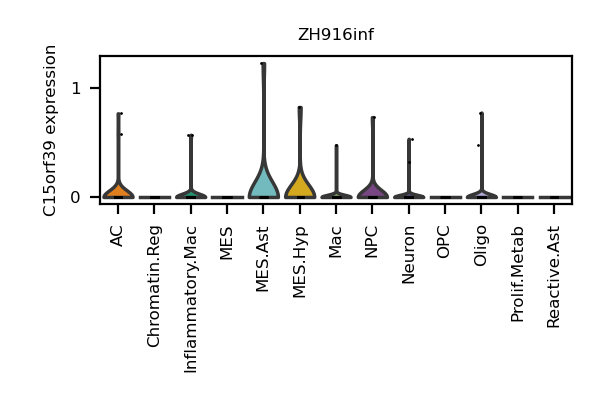 ZH916inf
C15orf39 expression
1
0
AC
Chromatin.Reg
Inflammatory.Mac
MES
MES.Ast
MES.Hyp
Mac
NPC
Neuron
OPC
Oligo
Prolif.Metab
Reactive.Ast